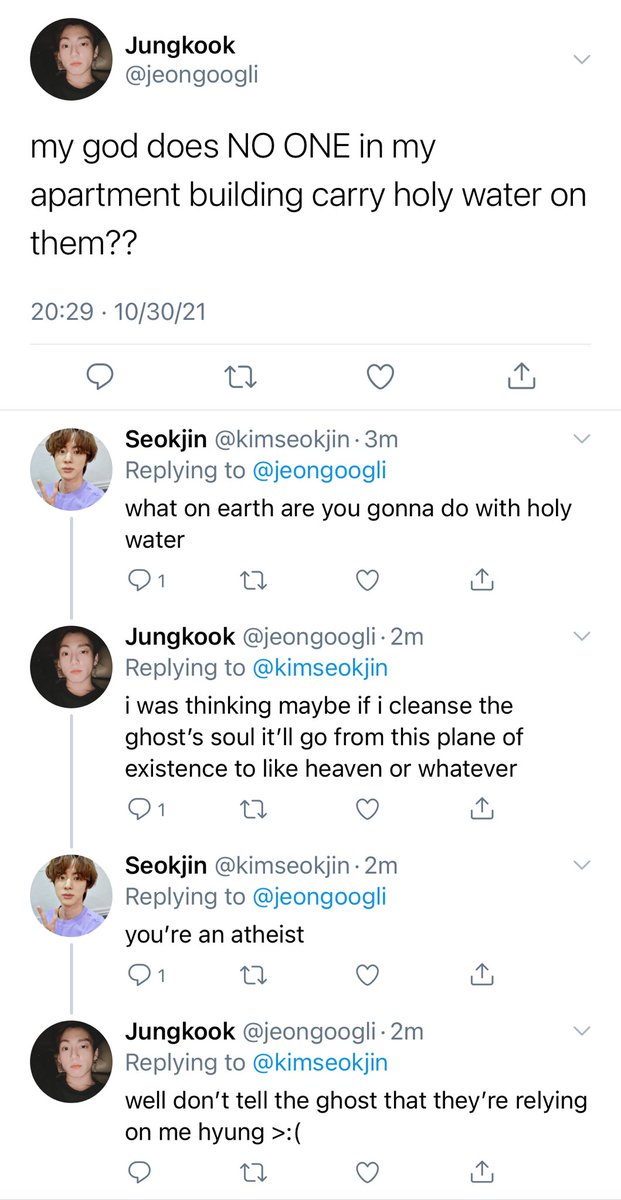 Jungkook
@jeongoogli
my god does NO ONE in my
apartment building carry holy water on
them??
20:29 · 10/30/21
Seokjin @kimseokjin · 3m
Replying to @jeongoogli
what on earth are you gonna do with holy
water
1
Jungkook @jeongoogli · 2m
Replying to @kimseokjin
i was thinking maybe if i cleanse the
ghost’s soul it’ll go from this plane of
existence to like heaven or whatever
1
Seokjin @kimseokjin · 2m
Replying to @jeongoogli
you’re an atheist
1
Jungkook @jeongoogli · 2m
Replying to @kimseokjin
well don’t tell the ghost that they’re relying
on me hyung >:(